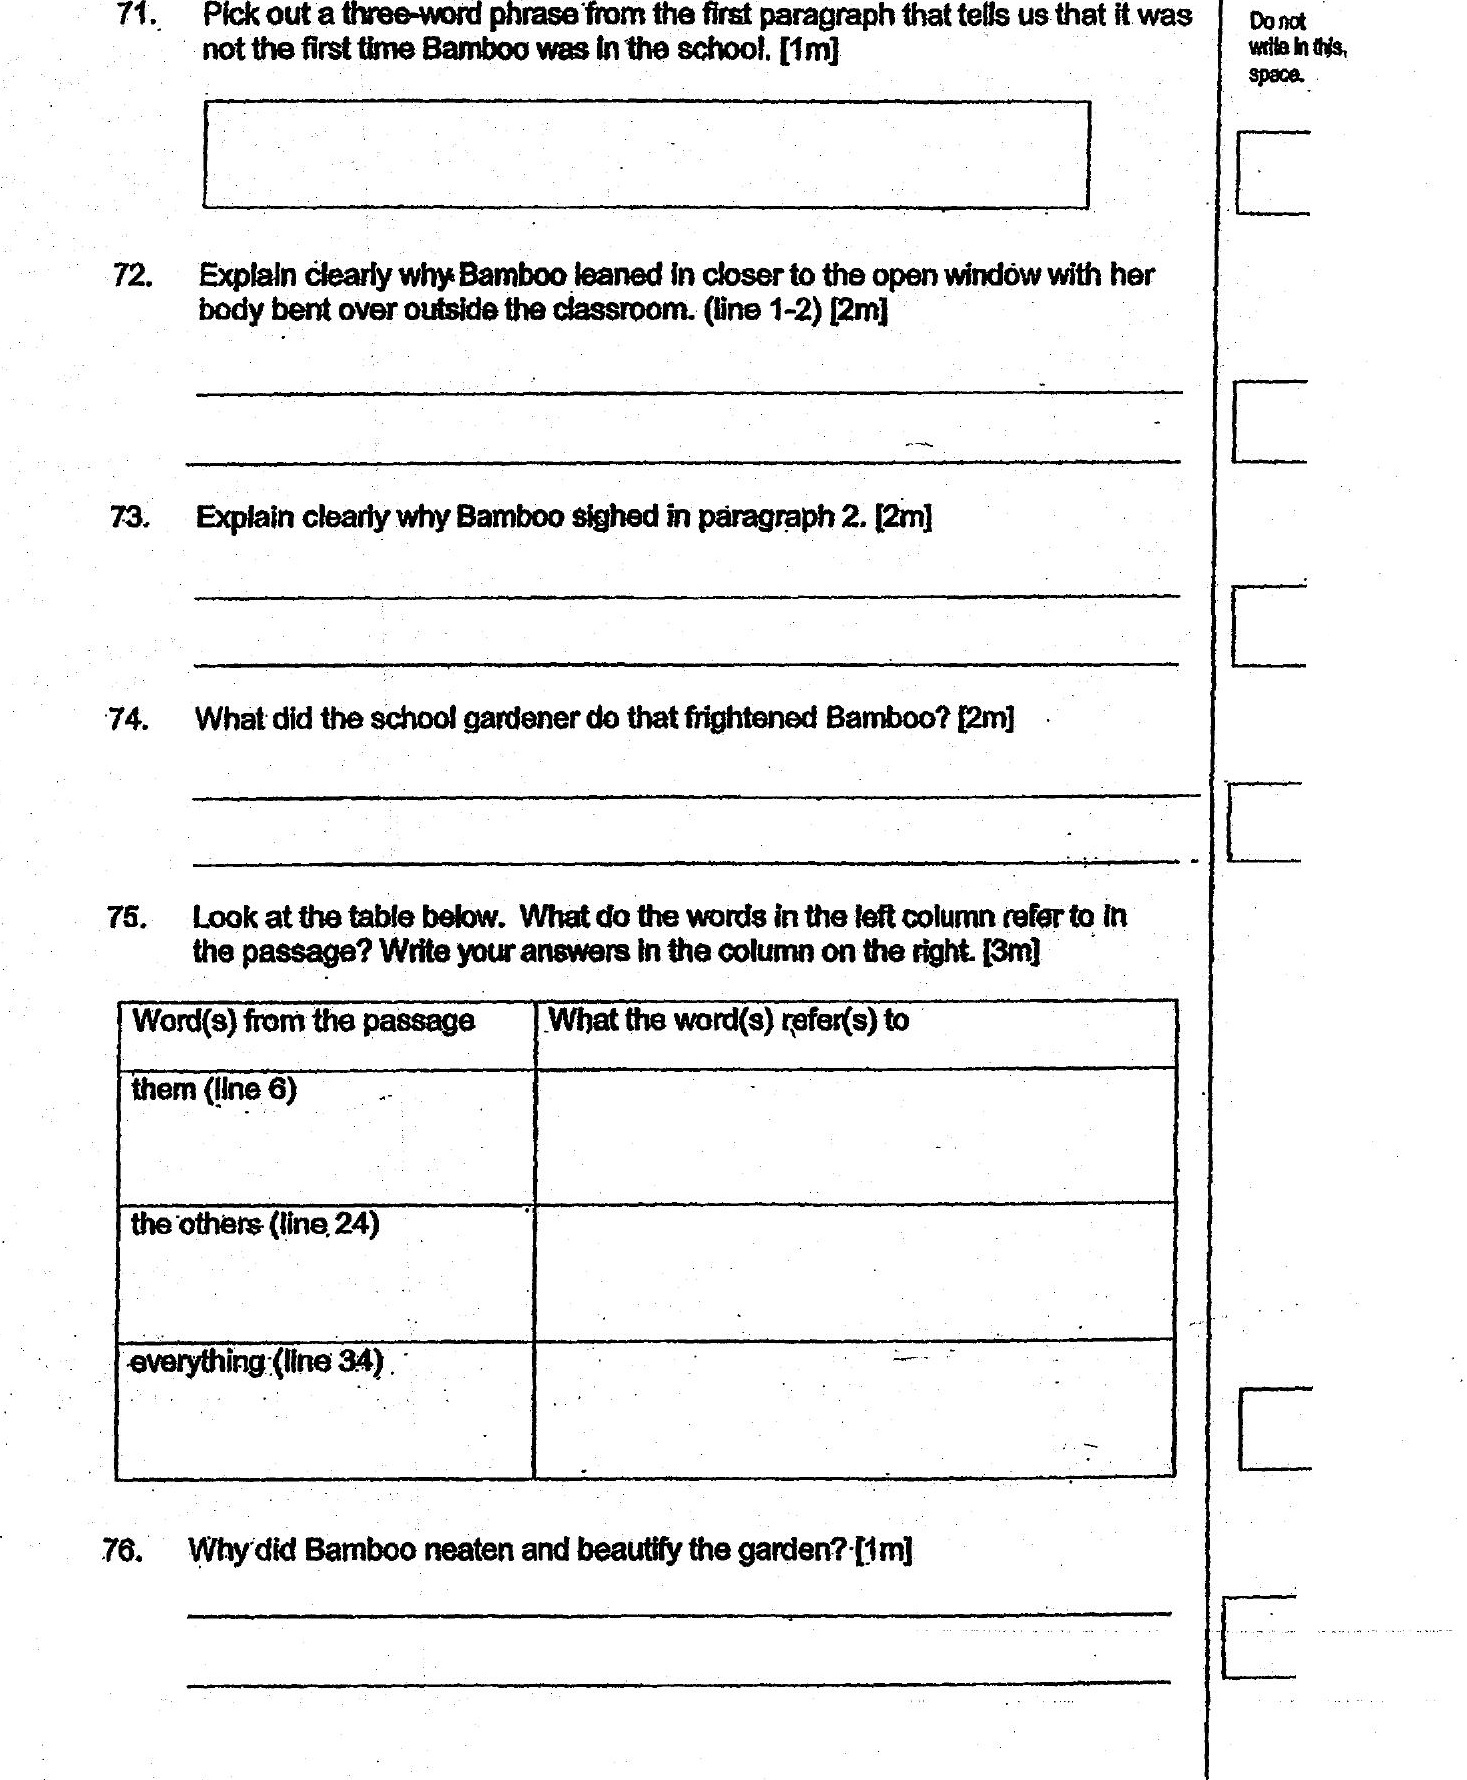 71. Pick out a three-word phrase from the first paragraph that tells us that it was
not the first time Bamboo was in the school. [1m]
Do not
write in this
space.
72. Explain clearly why Bamboo leaned in closer to the open window with her
body bent over outside the classroom. (line 1-2) [2m]
73. Explain clearly why Bamboo sighed in paragraph 2. [2m]
74. What did the school gardener do that frightened Bamboo? [2m]
75. Look at the table below. What do the words in the left column refer to in
the passage? Write your answers in the column on the right. [3m]
Word(s) from the passage What the word(s) refer(s) to
them (line 6)
the others (line 24)
everything (line 34)
76. Why did Bamboo neaten and beautify the garden? [1m]